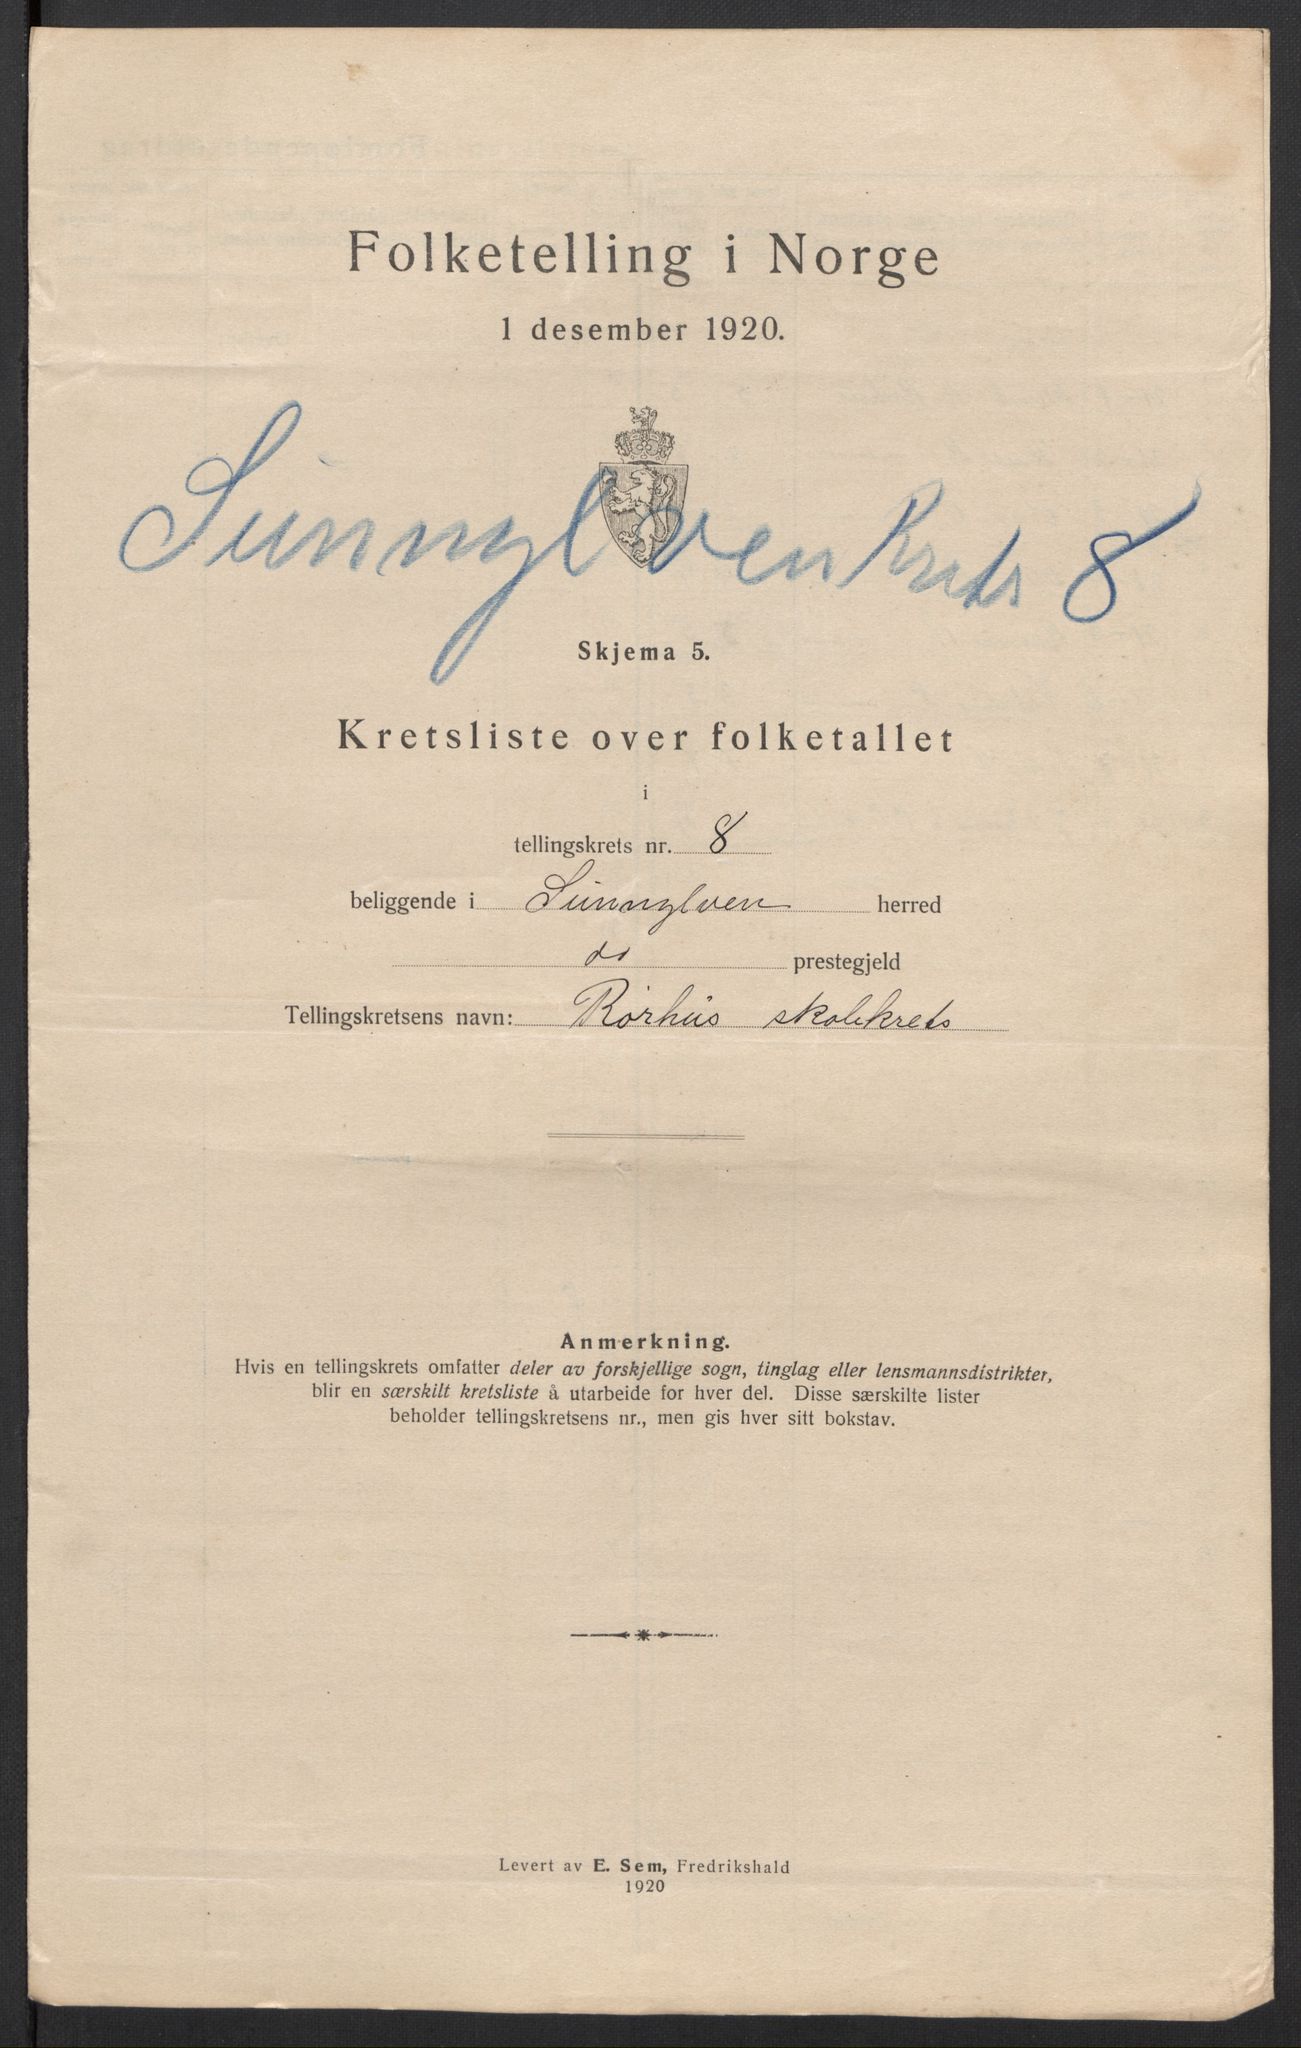 Folketelling i Norge
1 desember 1920.
Sunnylven Krets 8
Skjema 5.
Kretsliste over folketallet
i
tellingskrets nr. 8
beliggende i Sunnylven herred
do prestegjeld
Tellingskretsens navn: Rørhus skolekrets
Anmerkning.
Hvis en tellingskrets omfatter deler av forskjellige sogn, tinglag eller lensmannsdistrikter,
blir en særskilt kretsliste å utarbeide for hver del. Disse særskilte lister
beholder tellingskretsens nr., men gis hver sitt bokstav.
Levert av E. Sem, Fredrikshald
1920